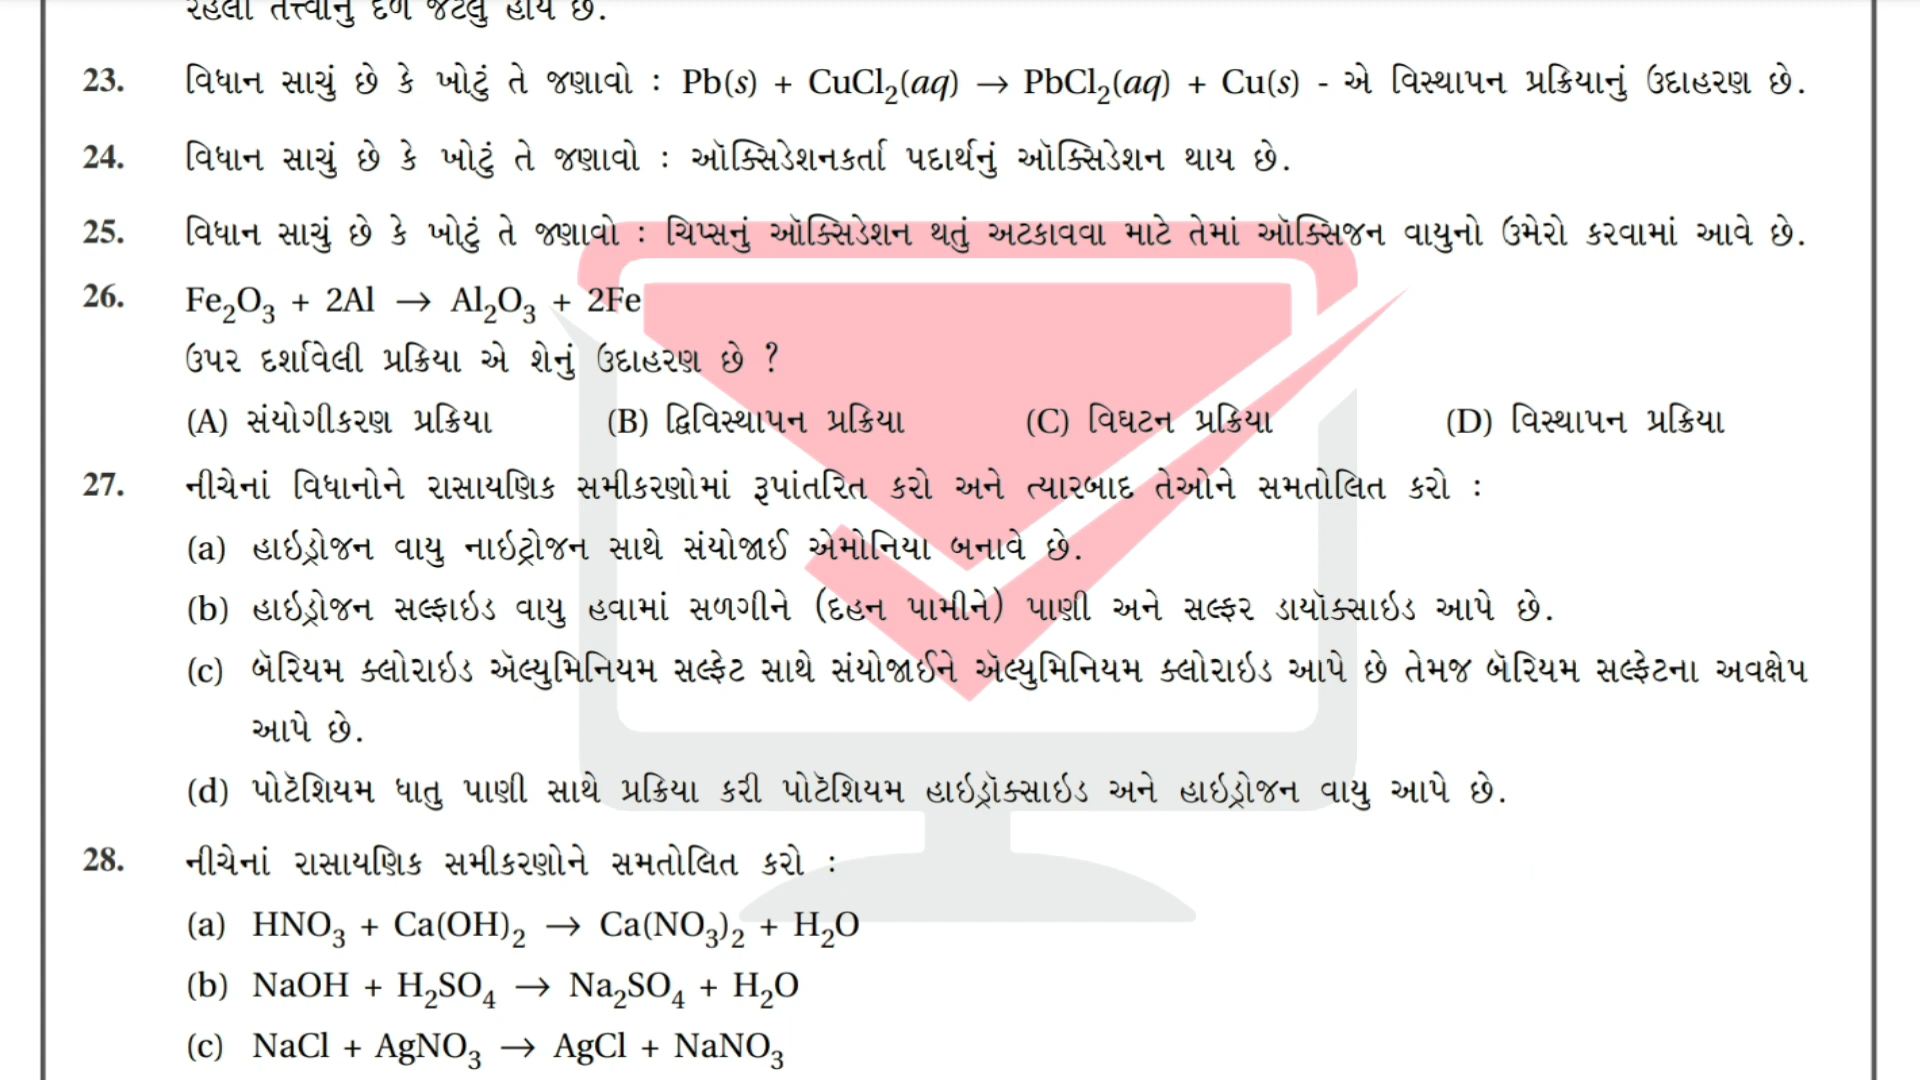 રહેલા તત્ત્વોનું દળ જેટલું હોય છે.
23. વિધાન સાચું છે કે ખોટું તે જણાવો : Pb(s) + CuCl₂(aq) → PbCl₂(aq) + Cu(s) - એ વિસ્થાપન પ્રક્રિયાનું ઉદાહરણ છે.
24. વિધાન સાચું છે કે ખોટું તે જણાવો : ઑક્સિડેશનકર્તા પદાર્થનું ઑક્સિડેશન થાય છે.
25. વિધાન સાચું છે કે ખોટું તે જણાવો : ચિપ્સનું ઑક્સિડેશન થતું અટકાવવા માટે તેમાં ઑક્સિજન વાયુનો ઉમેરો કરવામાં આવે છે.
26. Fe₂O₃ + 2Al → Al₂O₃ + 2Fe
ઉપર દર્શાવેલી પ્રક્રિયા એ શેનું ઉદાહરણ છે ?
(A) સંયોગીકરણ પ્રક્રિયા (B) દ્વિવિસ્થાપન પ્રક્રિયા (C) વિઘટન પ્રક્રિયા (D) વિસ્થાપન પ્રક્રિયા
27. નીચેનાં વિધાનોને રાસાયણિક સમીકરણોમાં રૂપાંતરિત કરો અને ત્યારબાદ તેઓને સમતોલિત કરો :
(a) હાઇડ્રોજન વાયુ નાઇટ્રોજન સાથે સંયોજાઈ એમોનિયા બનાવે છે.
(b) હાઇડ્રોજન સલ્ફાઇડ વાયુ હવામાં સળગીને (દહન પામીને) પાણી અને સલ્ફર ડાયૉક્સાઇડ આપે છે.
(c) બૅરિયમ ક્લોરાઇડ ઍલ્યુમિનિયમ સલ્ફેટ સાથે સંયોજાઈને ઍલ્યુમિનિયમ ક્લોરાઇડ આપે છે તેમજ બૅરિયમ સલ્ફેટના અવક્ષેપ
આપે છે.
(d) પોટૅશિયમ ધાતુ પાણી સાથે પ્રક્રિયા કરી પોટૅશિયમ હાઇડ્રૉક્સાઇડ અને હાઇડ્રોજન વાયુ આપે છે.
28. નીચેનાં રાસાયણિક સમીકરણોને સમતોલિત કરો :
(a) HNO₃ + Ca(OH)₂ → Ca(NO₃)₂ + H₂O
(b) NaOH + H₂SO₄ → Na₂SO₄ + H₂O
(c) NaCl + AgNO₃ → AgCl + NaNO₃